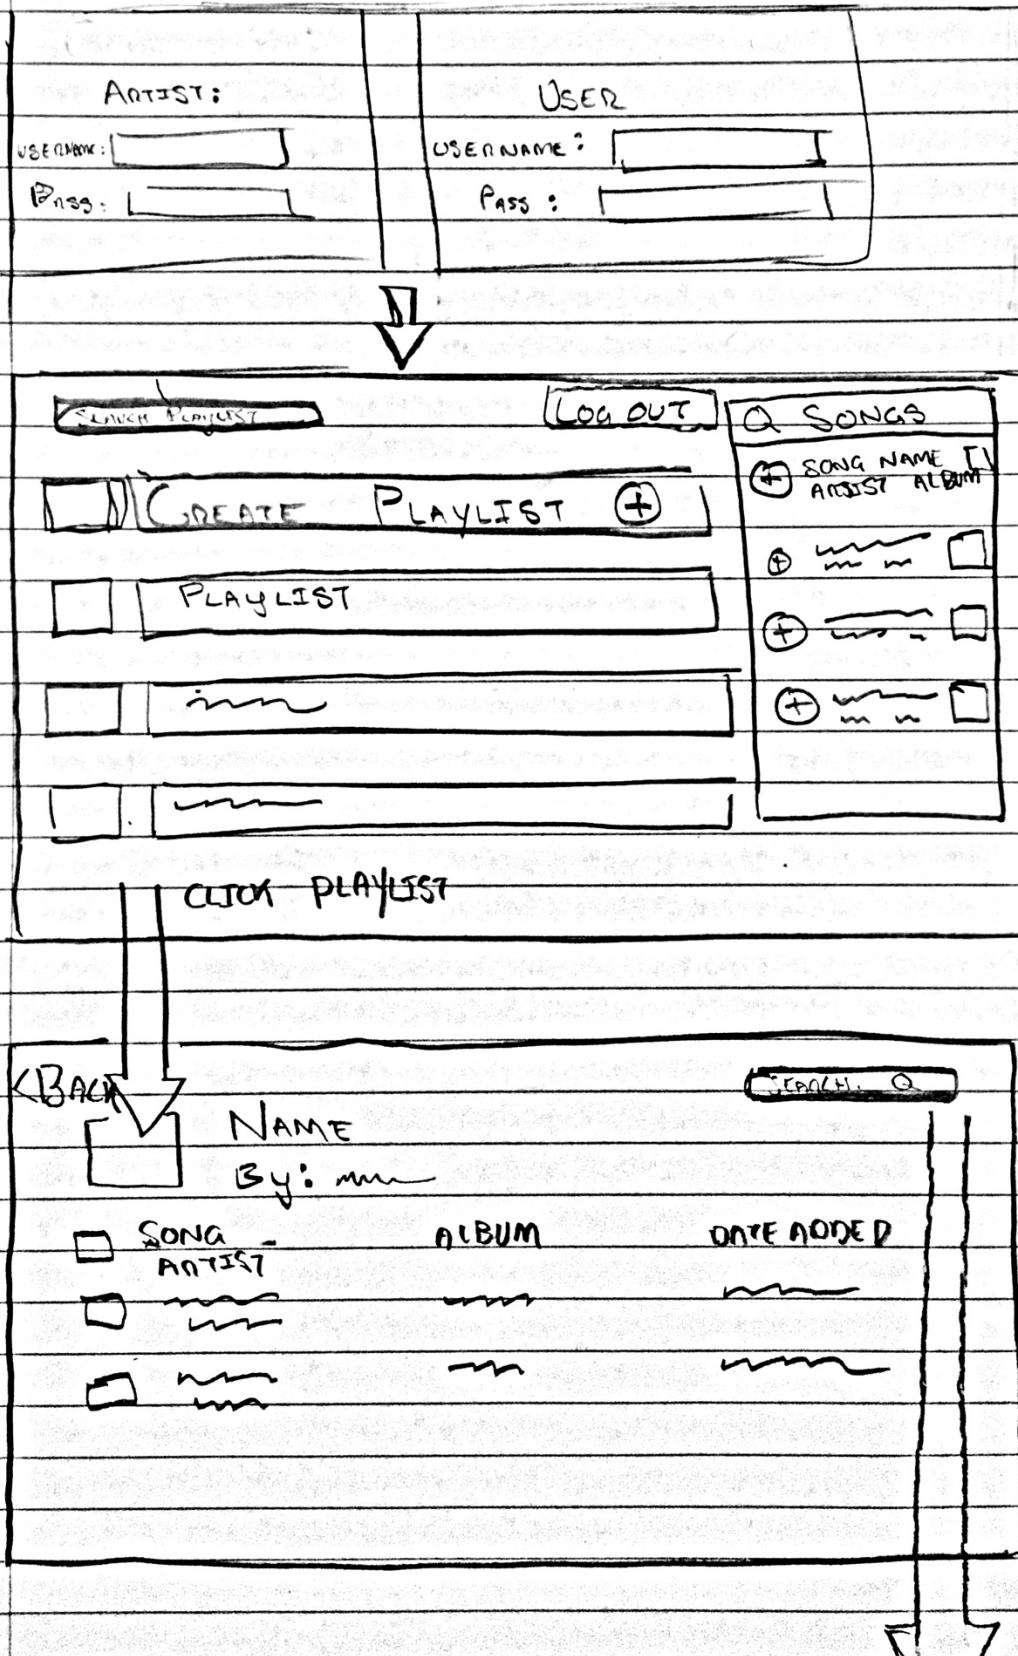 ARTIST:
USERNAME:
PASS:
USER
USERNAME:
PASS:
SEARCH PLAYLIST
LOG OUT
Q SONGS
SONG NAME
ARTIST ALBUM
CREATE PLAYLIST +
PLAYLIST
+
+
+
+
CLICK PLAYLIST
<BACK
SEARCH. Q
NAME
By:
SONG
ARTIST
ALBUM
DATE ADDED